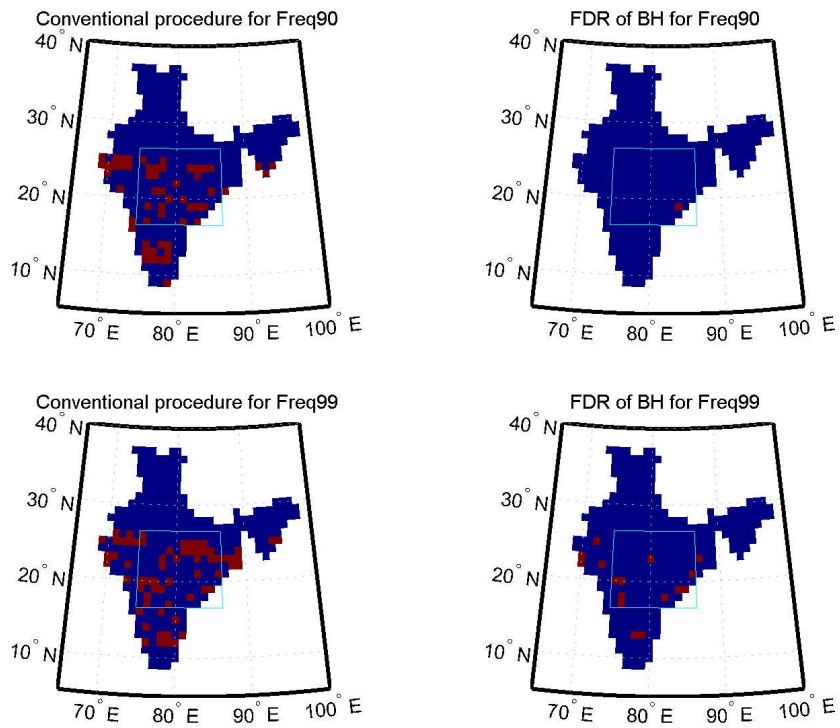 Conventional procedure for Freq90
40° N
30° N
20° N
10° N
70° E
80° E
90° E
100° E
FDR of BH for Freq90
40° N
30° N
20° N
10° N
70° E
80° E
90° E
100° E
Conventional procedure for Freq99
40° N
30° N
20° N
10° N
70° E
80° E
90° E
100° E
FDR of BH for Freq99
40° N
30° N
20° N
10° N
70° E
80° E
90° E
100° E